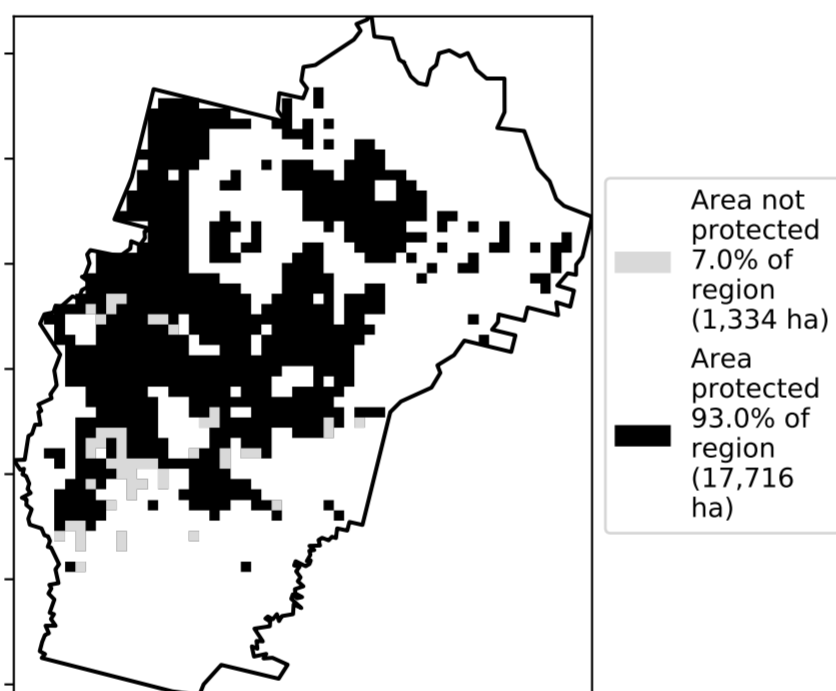 Area not
protected
7.0% of
region
(1,334 ha)
Area
protected
93.0% of
region
(17,716
ha)